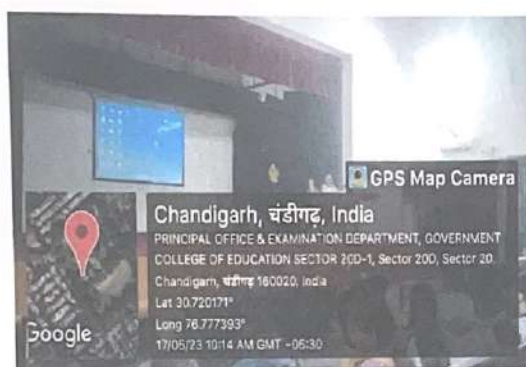 GPS Map Camera
Chandigarh, चंडीगढ़, India
PRINCIPAL OFFICE & EXAMINATION DEPARTMENT, GOVERNMENT
COLLEGE OF EDUCATION SECTOR 20D-1, Sector 20D, Sector 20,
Chandigarh, चंडीगढ़ 160020, India
Lat 30.720171°
Long 76.777393°
17/05/23 10:14 AM GMT +05:30
Google